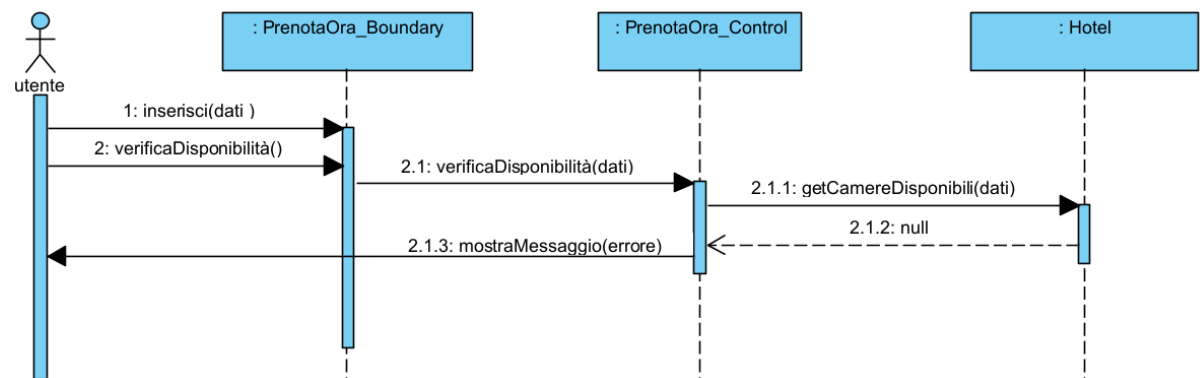 : PrenotaOra_Boundary
: PrenotaOra_Control
: Hotel
utente
1: inserisci(dati )
2: verificaDisponibilità()
2.1: verificaDisponibilità(dati)
2.1.1: getCamereDisponibili(dati)
2.1.2: null
2.1.3: mostraMessaggio(errore)